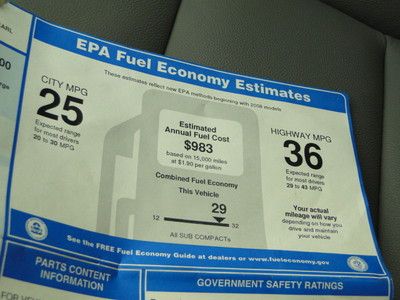 EARL
EPA Fuel Economy Estimates
These estimates reflect new EPA methods beginning with 2008 models
CITY MPG
25
Expected range
for most drivers
20 to 30 MPG
Estimated
Annual Fuel Cost
$983
based on 15,000 miles
at $1.90 per gallon
HIGHWAY MPG
36
Expected range
for most drivers
29 to 43 MPG
Combined Fuel Economy
This Vehicle
29
12
32
All SUB COMPACTs
Your actual
mileage will vary
depending on how you
drive and maintain
your vehicle
See the FREE Fuel Economy Guide at dealers or www.fueleconomy.gov
PARTS CONTENT
INFORMATION
GOVERNMENT SAFETY RATINGS